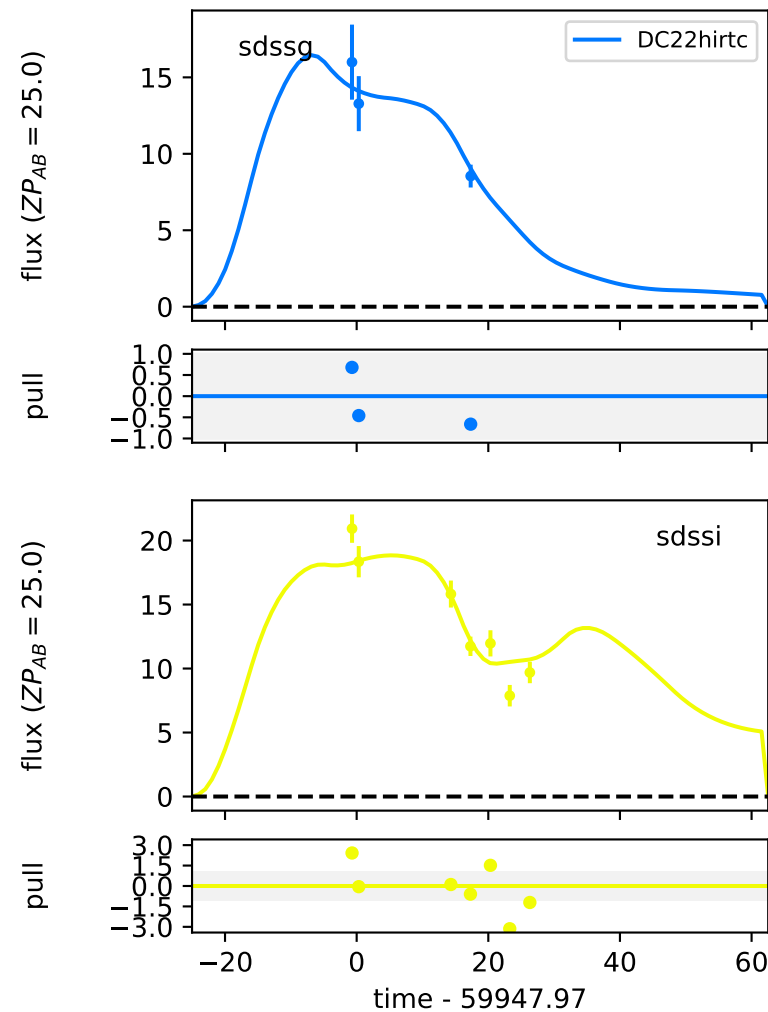 sdssg
DC22hirtc
15
10
5
0
flux (ZP_AB = 25.0)
1.0
0.5
0.0
−0.5
−1.0
pull
sdssi
20
15
10
5
0
flux (ZP_AB = 25.0)
3.0
1.5
0.0
−1.5
−3.0
pull
−20 0 20 40 60
time - 59947.97